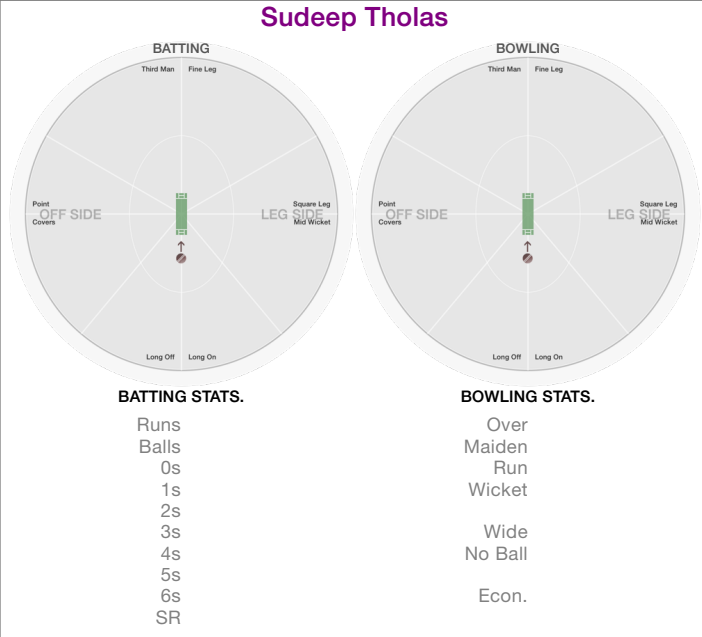 Sudeep Tholas
BATTING
Third Man Fine Leg
Point
OFF SIDE
Covers
Square Leg
LEG SIDE
Mid Wicket
Long Off Long On
BOWLING
Third Man Fine Leg
Point
OFF SIDE
Covers
Square Leg
LEG SIDE
Mid Wicket
Long Off Long On
BATTING STATS.
Runs
Balls
0s
1s
2s
3s
4s
5s
6s
SR
BOWLING STATS.
Over
Maiden
Run
Wicket
Wide
No Ball
Econ.